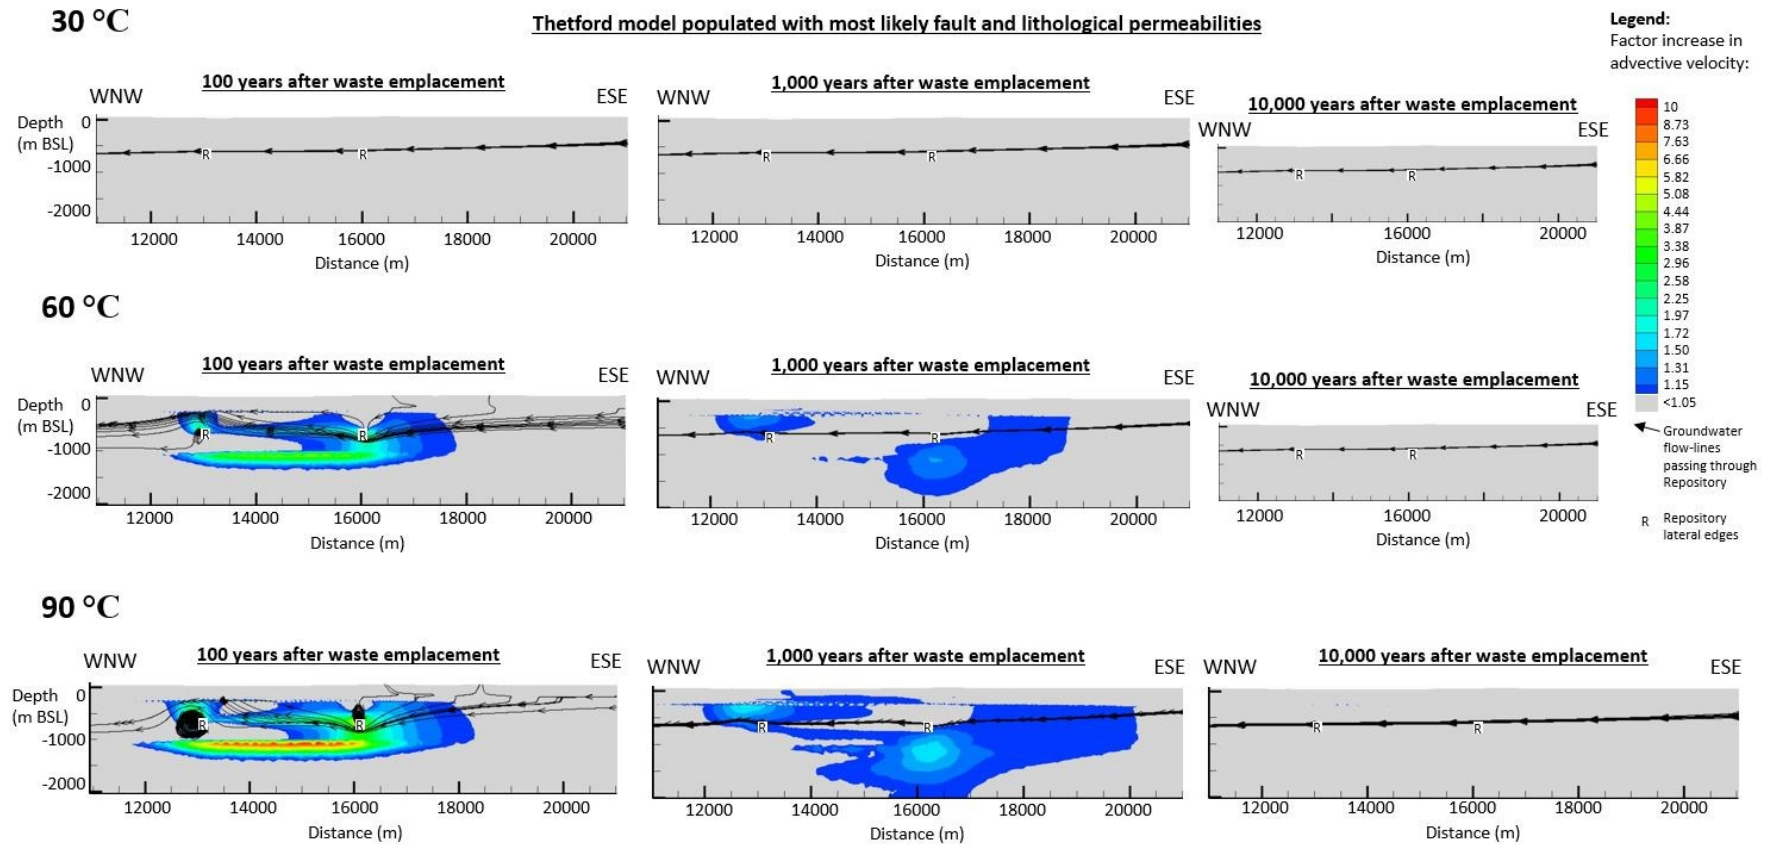 30 °C
Thetford model populated with most likely fault and lithological permeabilities
Legend:
Factor increase in
advective velocity:
10
8.73
7.63
6.66
5.82
5.08
4.44
3.87
3.38
2.96
2.58
2.25
1.97
1.72
1.50
1.31
1.15
<1.05
Groundwater
flow-lines
passing through
Repository
R Repository
lateral edges
100 years after waste emplacement
WNW ESE
Depth 0
(m BSL)
-1000
-2000
R R
12000 14000 16000 18000 20000
Distance (m)
1,000 years after waste emplacement
WNW ESE
R R
12000 14000 16000 18000 20000
Distance (m)
10,000 years after waste emplacement
WNW ESE
R R
12000 16000 20000
Distance (m)
60 °C
100 years after waste emplacement
WNW ESE
Depth 0
(m BSL)
-1000
-2000
R R
12000 14000 16000 18000 20000
Distance (m)
1,000 years after waste emplacement
WNW ESE
R R
12000 14000 16000 18000 20000
Distance (m)
10,000 years after waste emplacement
WNW ESE
R R
12000 16000 20000
Distance (m)
90 °C
100 years after waste emplacement
WNW ESE
Depth 0
(m BSL)
-1000
-2000
R R
12000 14000 16000 18000 20000
Distance (m)
1,000 years after waste emplacement
WNW ESE
R R
12000 14000 16000 18000 20000
Distance (m)
10,000 years after waste emplacement
WNW ESE
R R
12000 14000 16000 18000 20000
Distance (m)